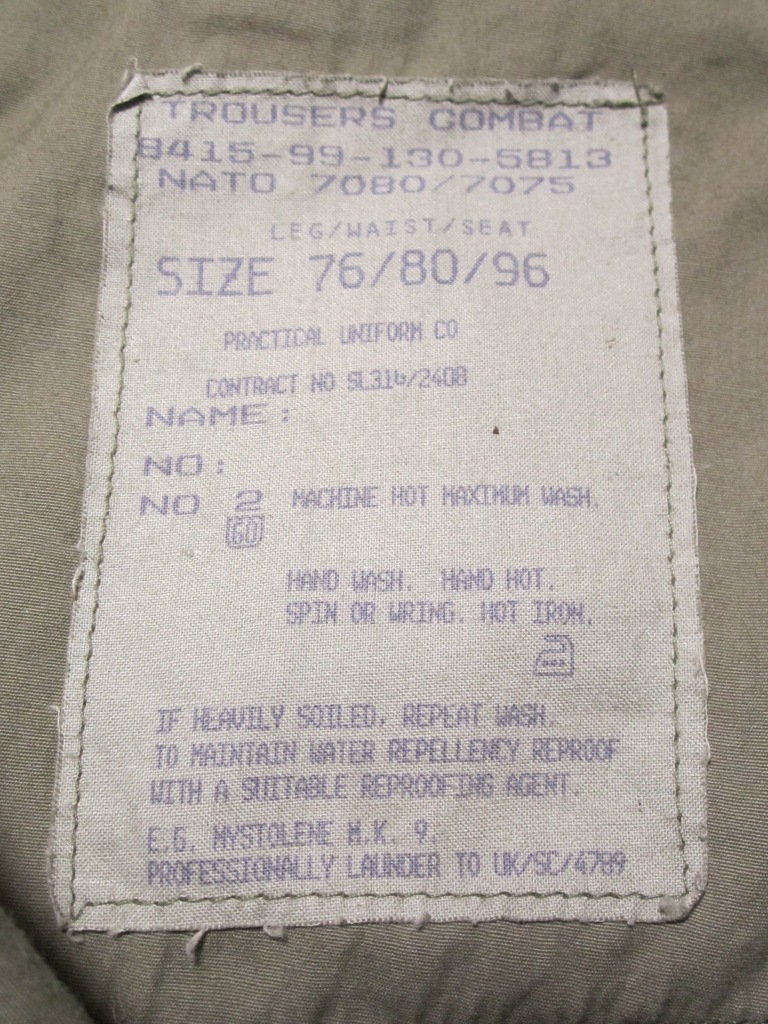 TROUSERS COMBAT
8415-99-130-5813
NATO 7080/7075
LEG/WAIST/SEAT
SIZE 76/80/96
PRACTICAL UNIFORM CO
CONTRACT NO SL31b/2408
NAME:
NO:
NO 2 MACHINE HOT MAXIMUM WASH.
60
HAND WASH. HAND HOT.
SPIN OR WRING. HOT IRON.
IF HEAVILY SOILED, REPEAT WASH.
TO MAINTAIN WATER REPELLENCY REPROOF
WITH A SUITABLE REPROOFING AGENT.
E.G. MYSTOLENE M.K. 9.
PROFESSIONALLY LAUNDER TO UK/SC/4789